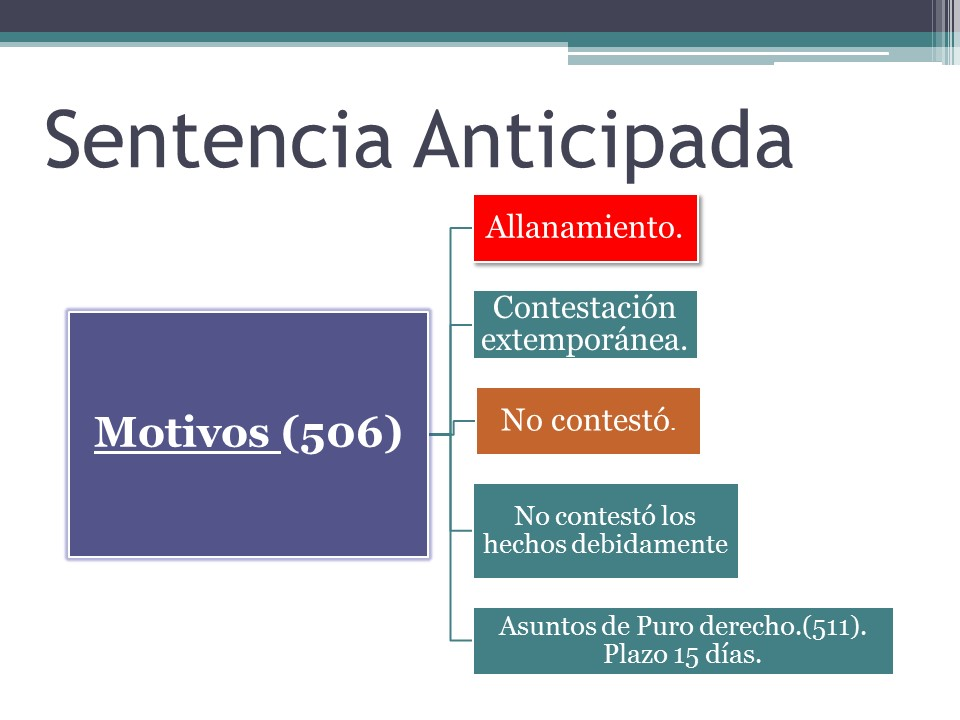 Sentencia Anticipada
Motivos (506)
Allanamiento.
Contestación
extemporánea.
No contestó.
No contestó los
hechos debidamente
Asuntos de Puro derecho.(511).
Plazo 15 días.